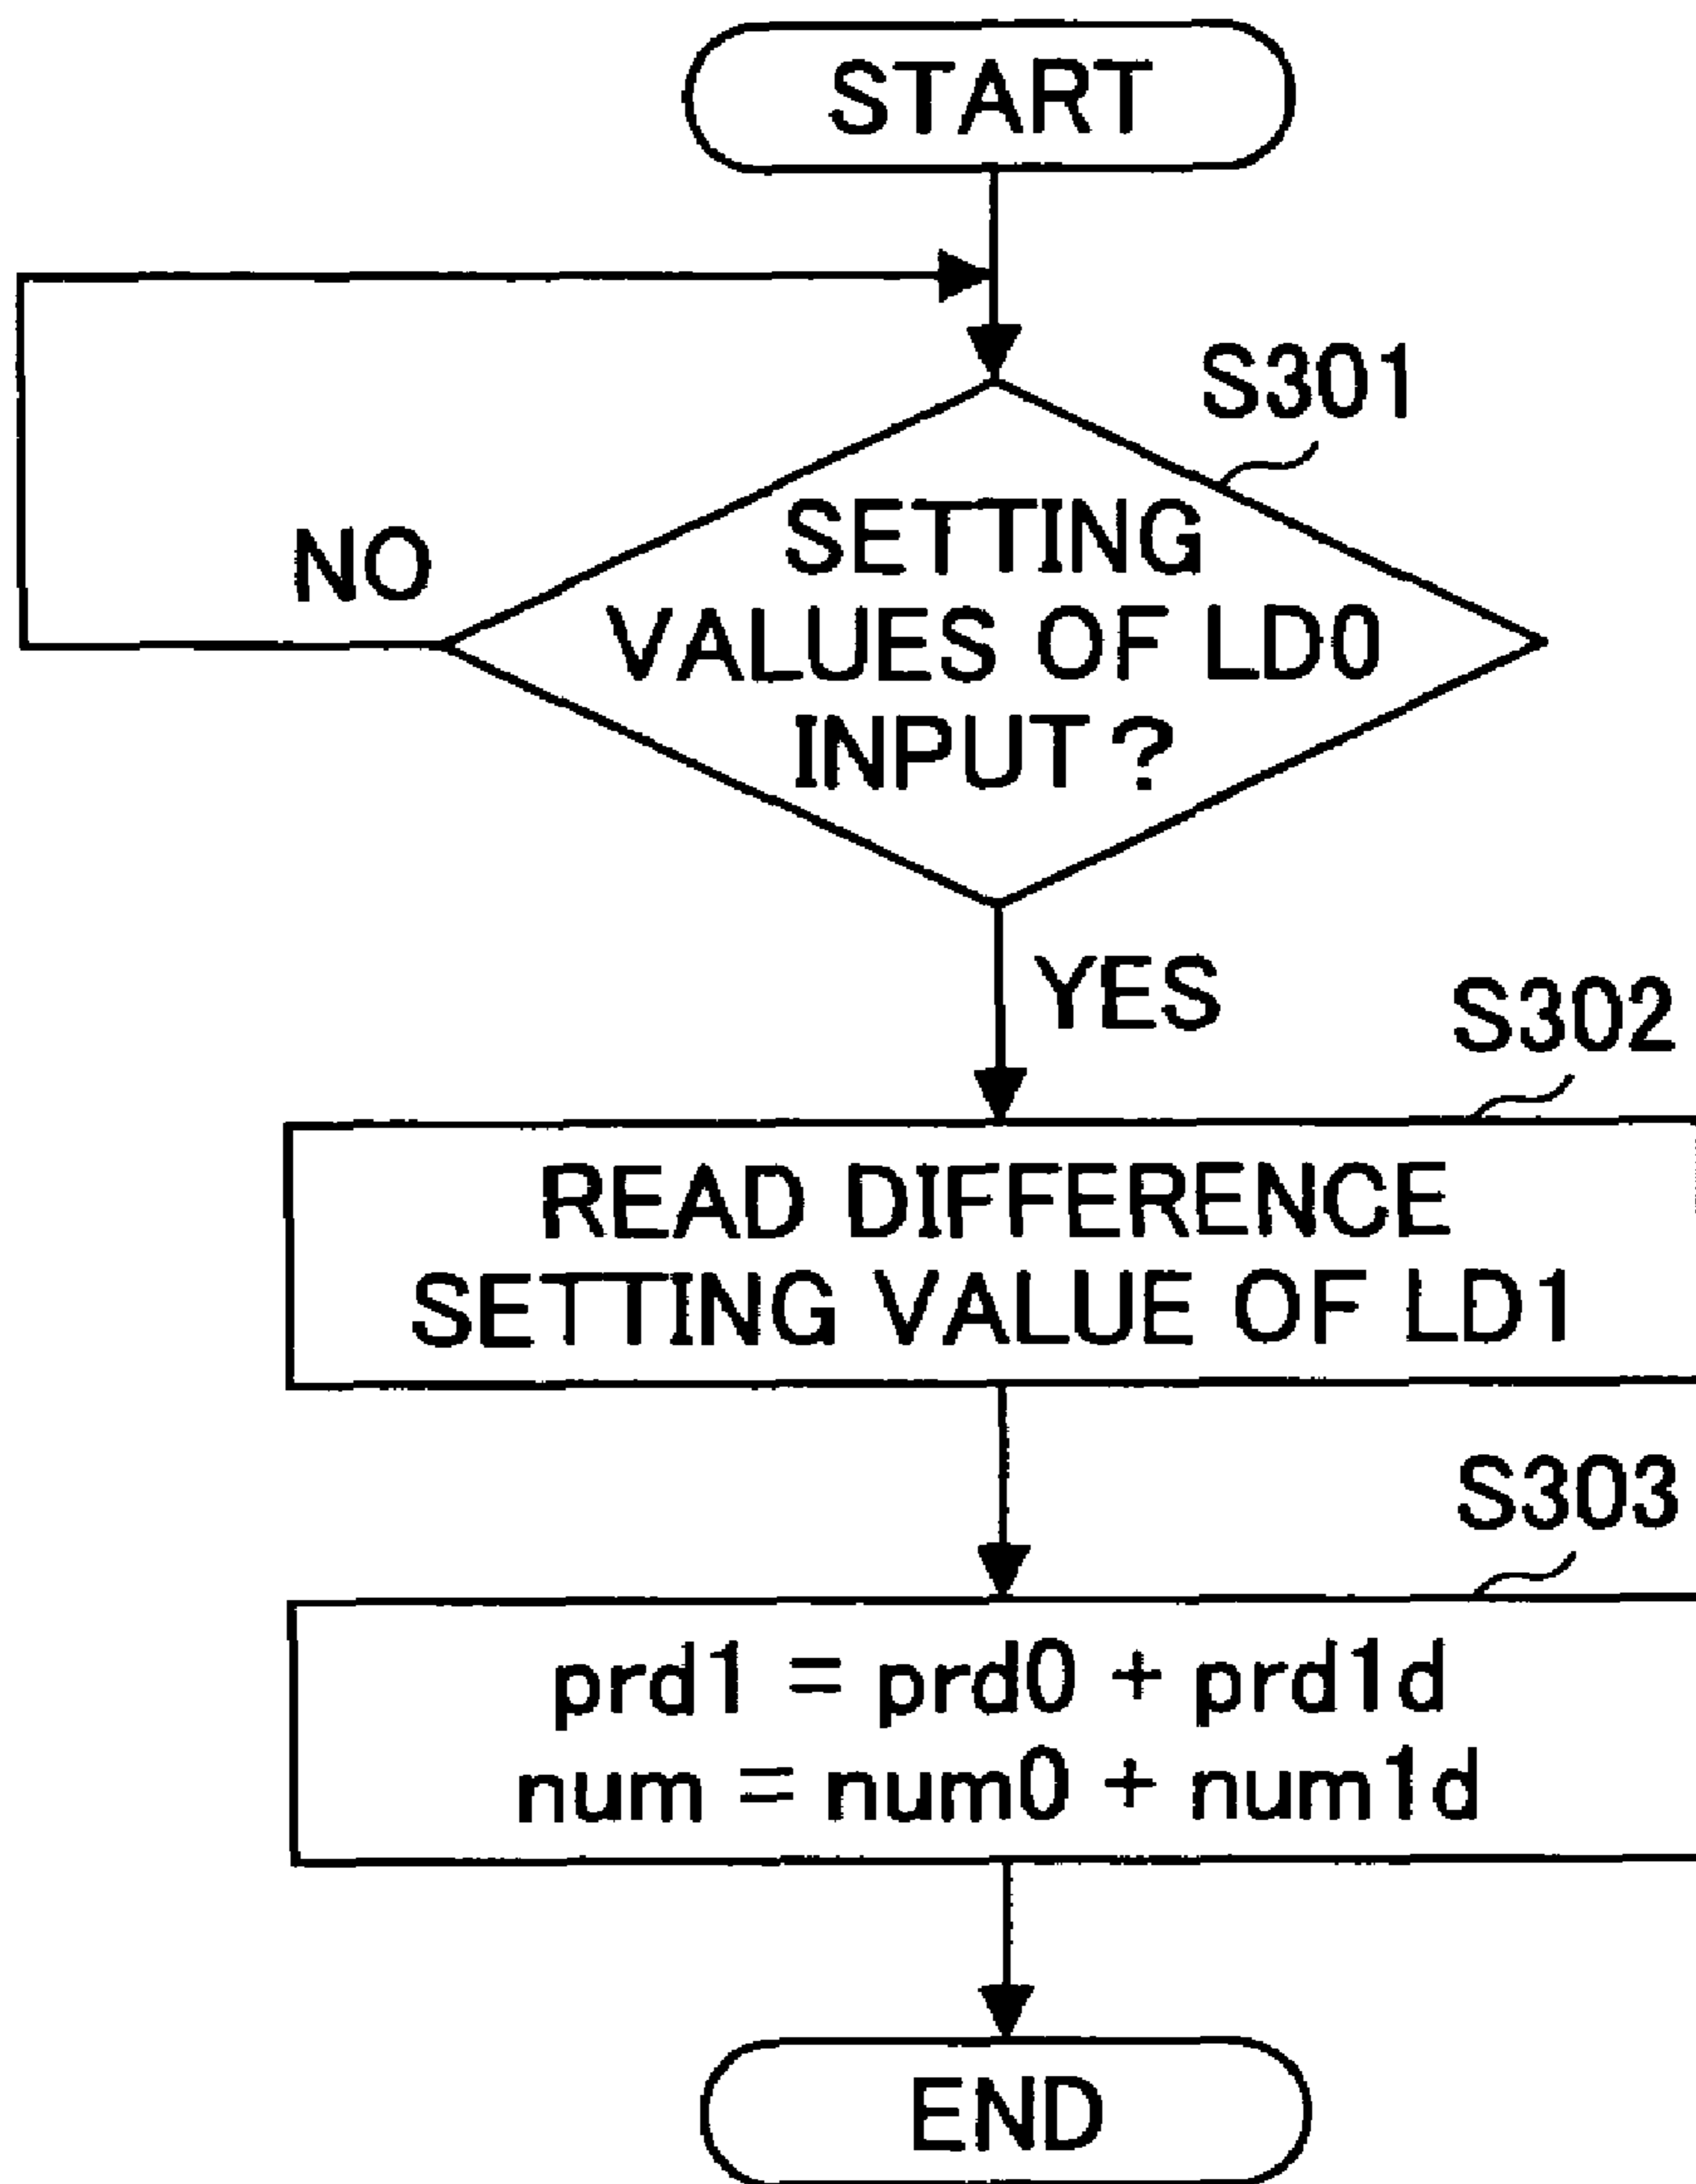 START
S301
SETTING
VALUES OF LD0
INPUT?
NO
YES
S302
READ DIFFERENCE
SETTING VALUE OF LD1
S303
prd1 = prd0 + prd1d
num = num0 + num1d
END